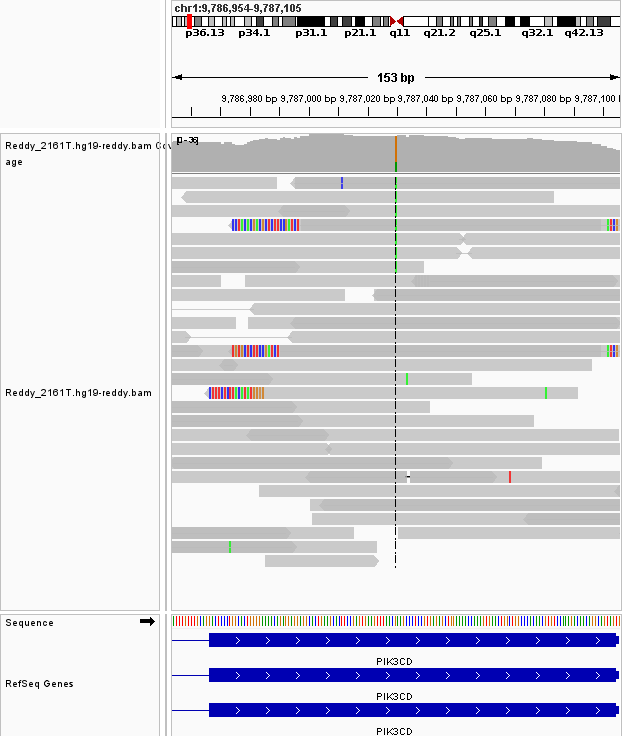 chr1:9,786,954-9,787,105
p36.13 p34.1 p31.1 p21.1 q11 q21.2 q25.1 q32.1 q42.13
153 bp
9,786,980 bp 9,787,000 bp 9,787,020 bp 9,787,040 bp 9,787,060 bp 9,787,080 bp 9,787,100 
Reddy_2161T.hg19-reddy.bam Cov
age
[0-36]
Reddy_2161T.hg19-reddy.bam
Sequence
PIK3CD
RefSeq Genes
PIK3CD
PIK3CD